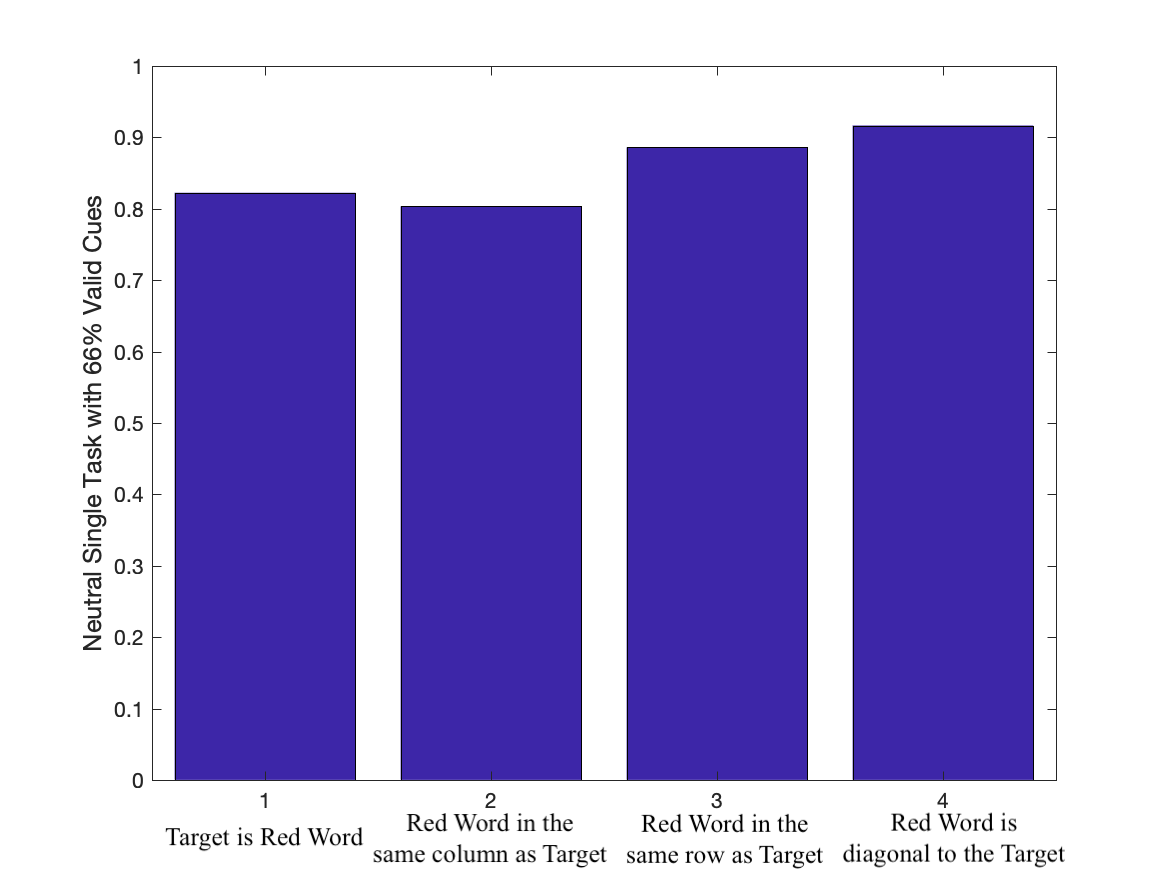 Neutral Single Task with 66% Valid Cues
1
0.9
0.8
0.7
0.6
0.5
0.4
0.3
0.2
0.1
0
1
2
3
4
Target is Red Word
Red Word in the
same column as Target
Red Word in the
same row as Target
Red Word is
diagonal to the Target